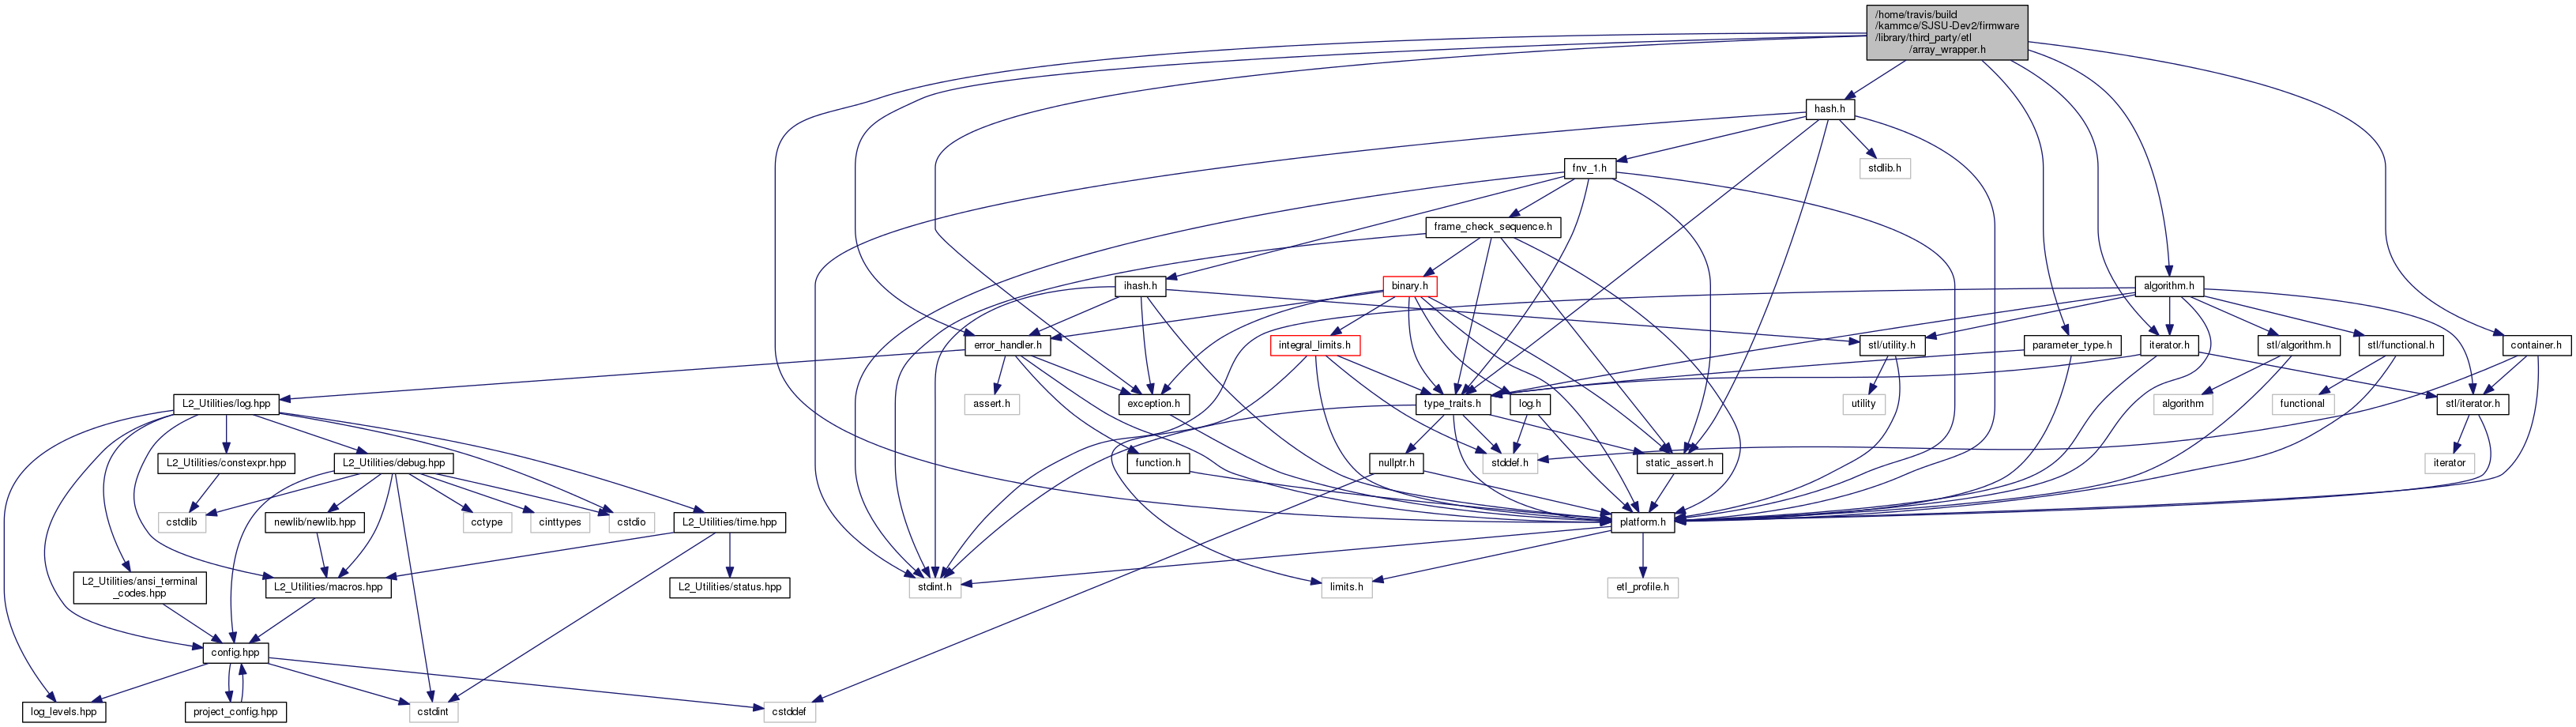 /home/travis/build
/kammce/SJSU-Dev2/firmware
/library/third_party/etl
/array_wrapper.h
hash.h
fnv_1.h
stdlib.h
frame_check_sequence.h
ihash.h
binary.h
algorithm.h
error_handler.h
integral_limits.h
stl/utility.h
parameter_type.h
iterator.h
stl/algorithm.h
stl/functional.h
container.h
L2_Utilities/log.hpp
assert.h
exception.h
type_traits.h
log.h
utility
algorithm
functional
stl/iterator.h
L2_Utilities/constexpr.hpp
L2_Utilities/debug.hpp
function.h
nullptr.h
stddef.h
static_assert.h
iterator
cstdlib
newlib/newlib.hpp
cctype
cinttypes
cstdio
L2_Utilities/time.hpp
platform.h
L2_Utilities/ansi_terminal
_codes.hpp
L2_Utilities/macros.hpp
L2_Utilities/status.hpp
stdint.h
limits.h
etl_profile.h
config.hpp
log_levels.hpp
project_config.hpp
cstdint
cstddef